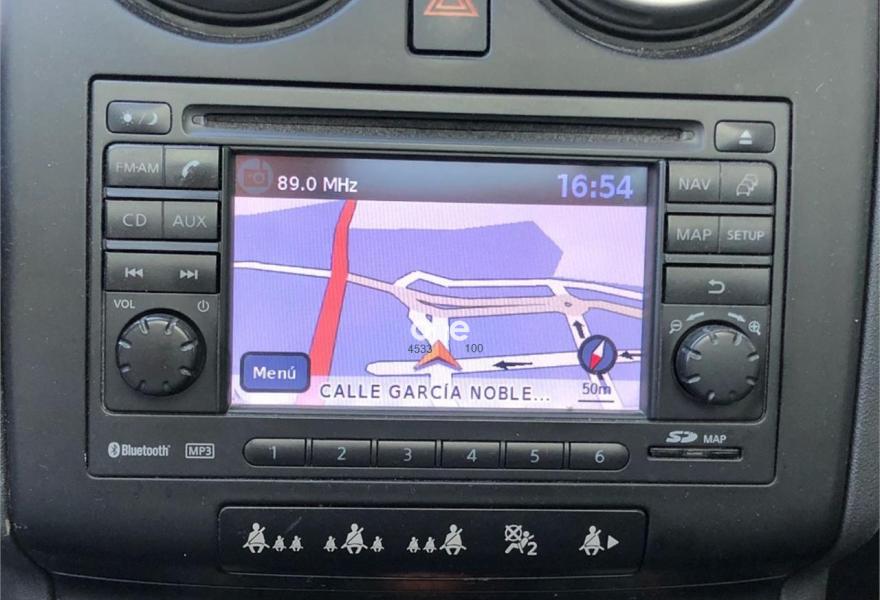 FM·AM
CD AUX
VOL
89.0 MHz 16:54
one
4533 100
Menú
CALLE GARCÍA NOBLE...
50m
NAV
MAP SETUP
Bluetooth® MP3
1 2 3 4 5 6
SD MAP
2